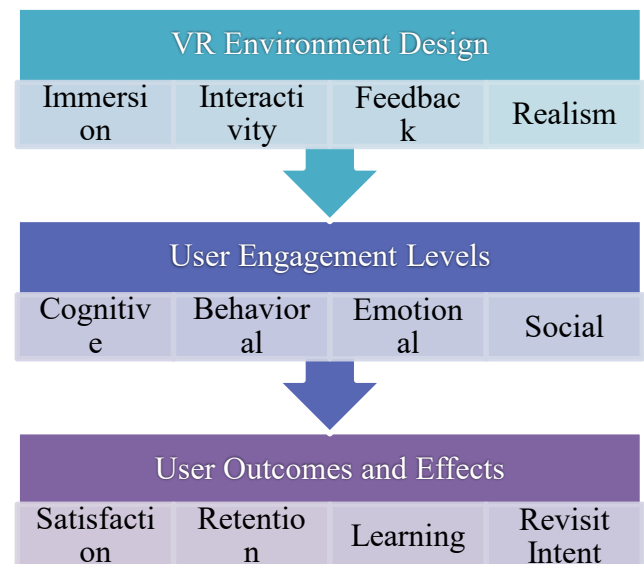 VR Environment Design
Immersi
on
Interacti
vity
Feedbac
k
Realism
User Engagement Levels
Cognitiv
e
Behavior
al
Emotion
al
Social
User Outcomes and Effects
Satisfacti
on
Retentio
n
Learning
Revisit
Intent